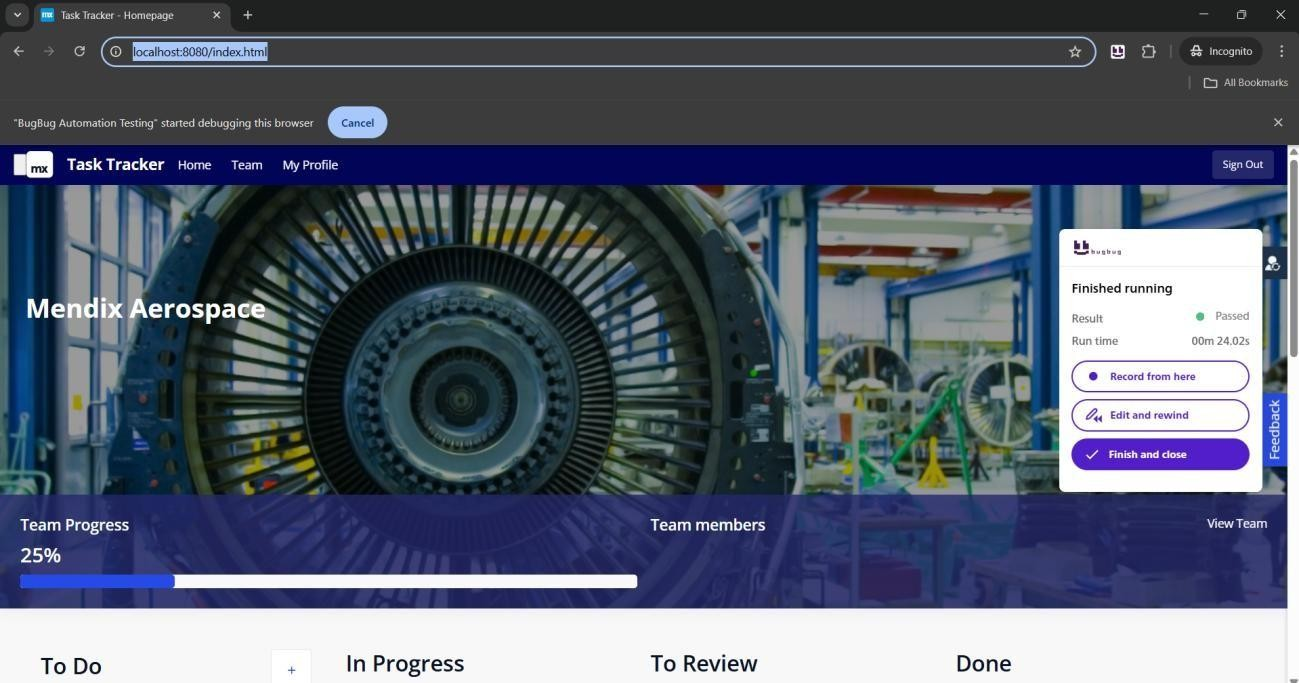 Task Tracker - Homepage
localhost:8080/index.html
Incognito
All Bookmarks
"BugBug Automation Testing" started debugging this browser
Cancel
mx
Task Tracker
Home
Team
My Profile
Sign Out
Mendix Aerospace
bugbug
Finished running
Result
Passed
Run time
00m 24.02s
Record from here
Edit and rewind
Finish and close
Feedback
Team Progress
25%
Team members
View Team
To Do
+
In Progress
To Review
Done